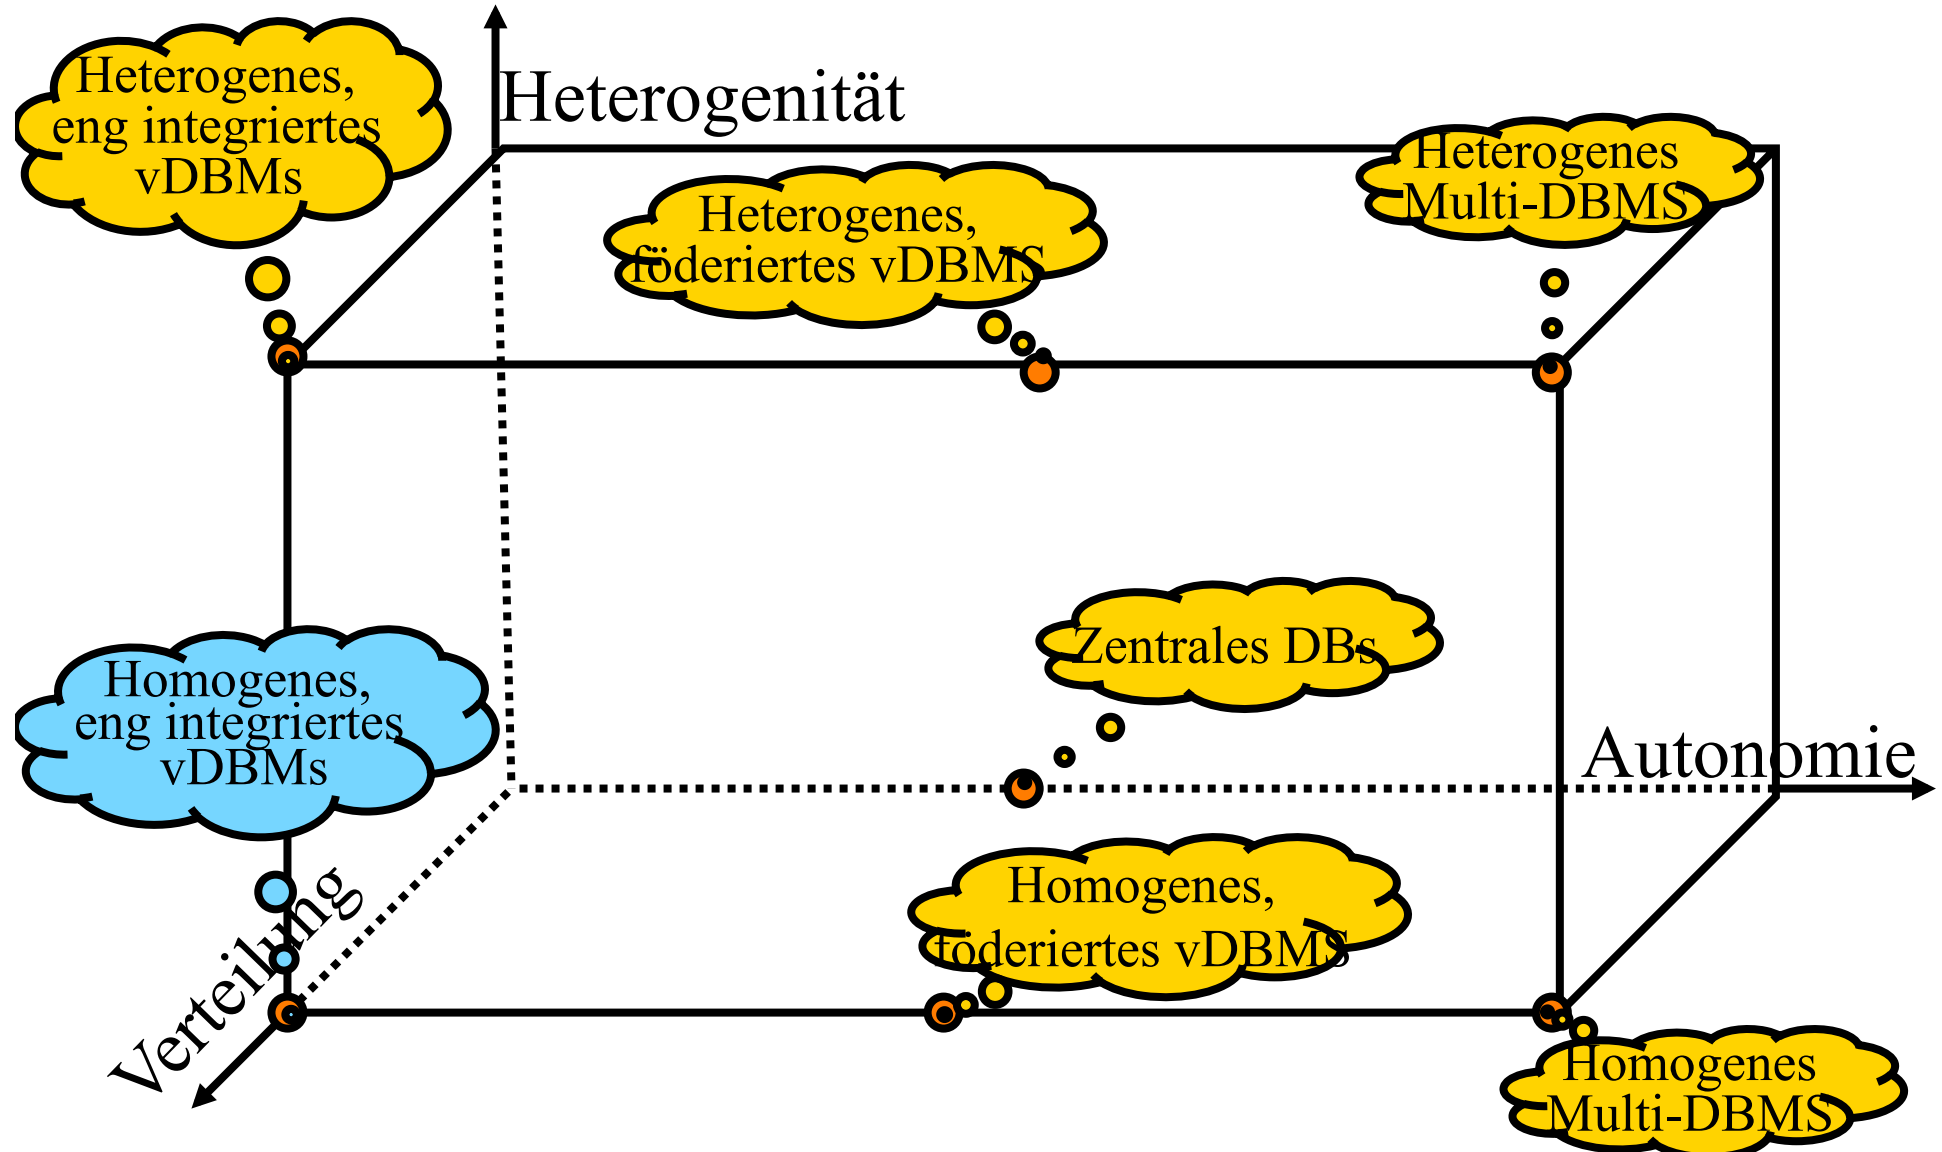 Heterogenes,
eng integriertes
vDBMs
Heterogenität
Heterogenes,
föderiertes vDBMS
Heterogenes
Multi-DBMS
Zentrales DBs
Homogenes,
eng integriertes
vDBMs
Autonomie
Verteilung
Homogenes,
föderiertes vDBMS
Homogenes
Multi-DBMS